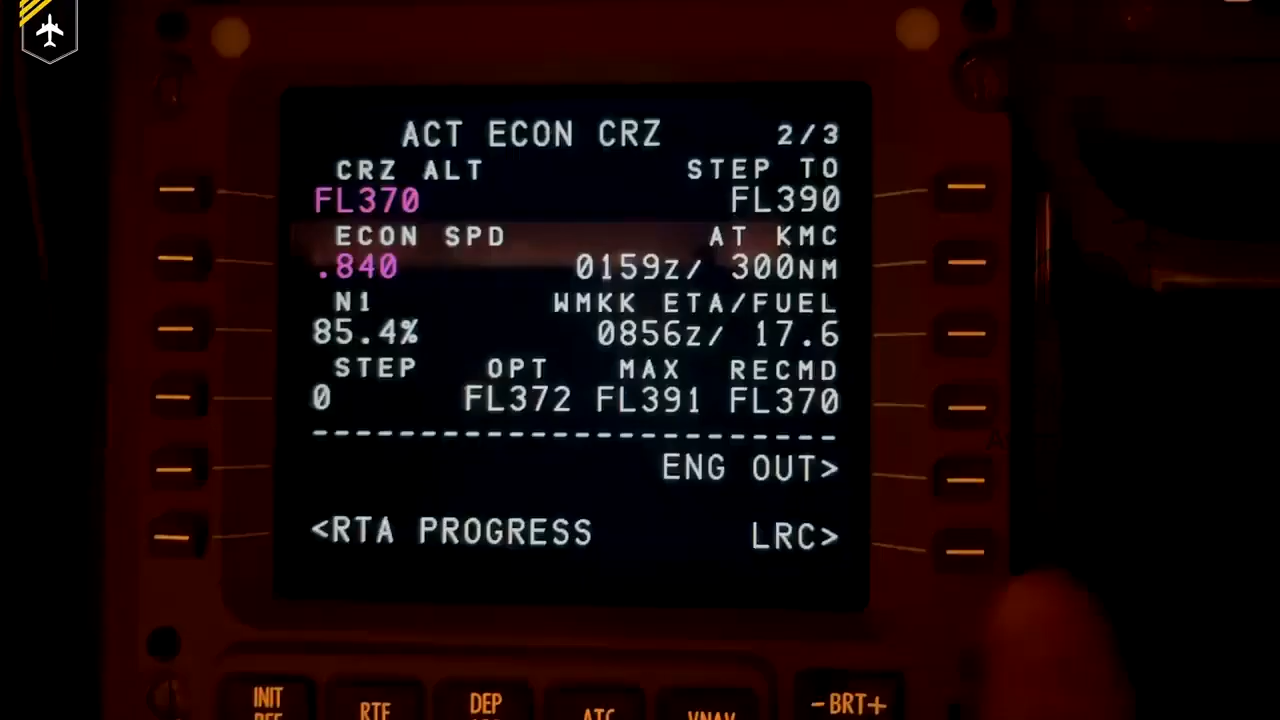 ACT ECON CRZ 2/3
CRZ ALT STEP TO
FL370 FL390
ECON SPD AT KMC
.840 0159z/ 300NM
N1 WMKK ETA/FUEL
85.4% 0856z/ 17.6
STEP OPT MAX RECMD
0 FL372 FL391 FL370
------------------------
ENG OUT>
<RTA PROGRESS LRC>
INIT DEP -BRT+
RTE ATC VNAV